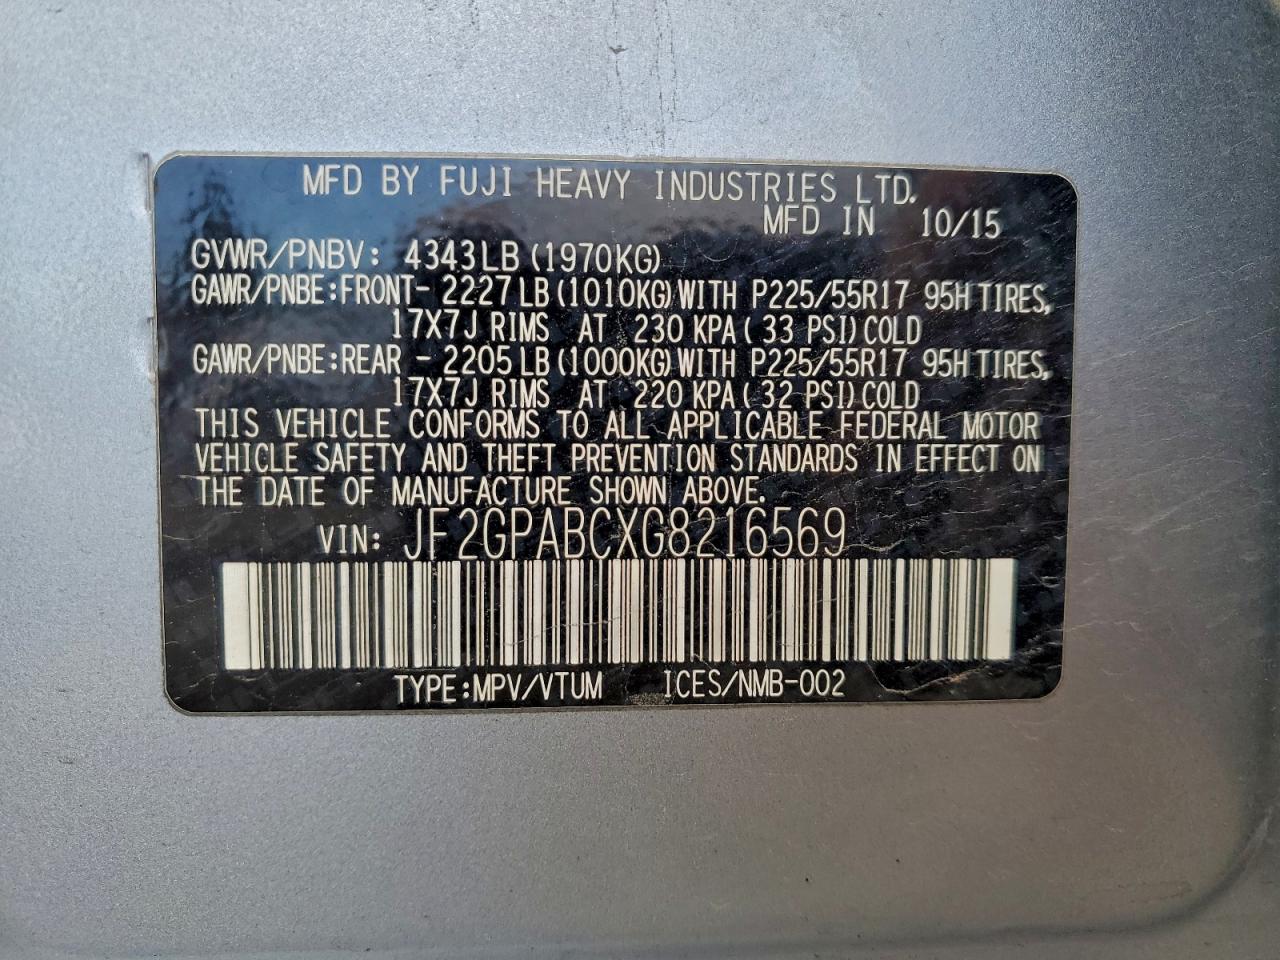 MFD BY FUJI HEAVY INDUSTRIES LTD.
MFD IN 10/15
GVWR/PNBV: 4343LB (1970KG)
GAWR/PNBE:FRONT- 2227LB(1010KG)WITH P225/55R17 95H TIRES,
17X7J RIMS AT 230 KPA( 33 PSI)COLD
GAWR/PNBE:REAR - 2205LB(1000KG)WITH P225/55R17 95H TIRES,
17X7J RIMS AT 220 KPA( 32 PSI)COLD
THIS VEHICLE CONFORMS TO ALL APPLICABLE FEDERAL MOTOR
VEHICLE SAFETY AND THEFT PREVENTION STANDARDS IN EFFECT ON
THE DATE OF MANUFACTURE SHOWN ABOVE.
VIN: JF2GPABCXG8216569
TYPE:MPV/VTUM ICES/NMB-002